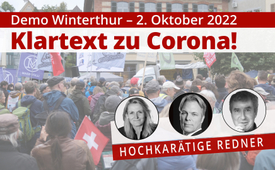 Demo Winterthur – 2. Oktober 2022
Klartext zu Corona!
HOCHKARÄTIGE REDNER